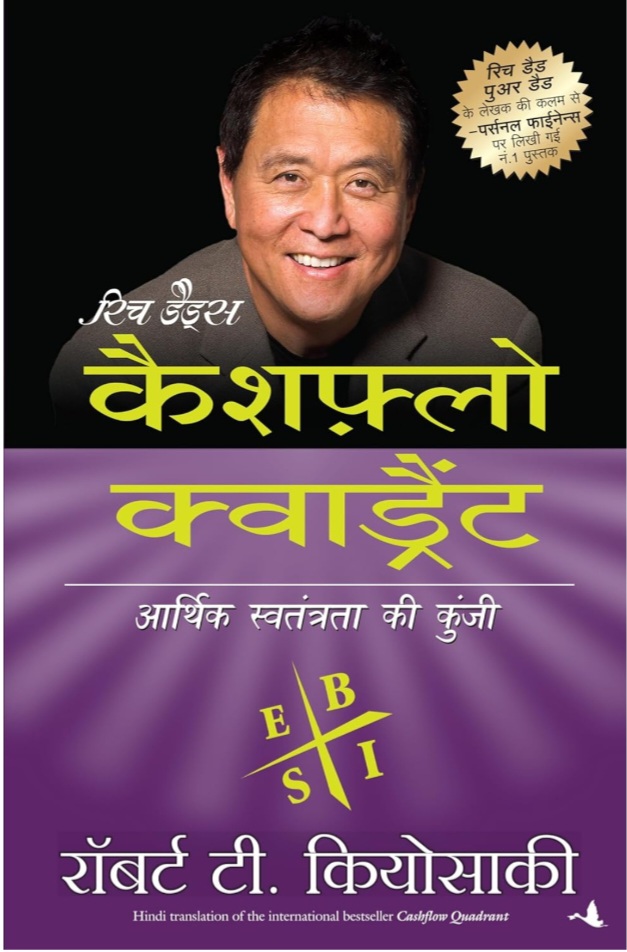 रिच डैड
पुअर डैड
के लेखक की कलम से
-पर्सनल फाईनेन्स
पर लिखी गई
नं.1 पुस्तक
रिच डैड्स
कैशफ़्लो
क्वाड्रैंट
आर्थिक स्वतंत्रता की कुंजी
E B
S I
रॉबर्ट टी. कियोसाकी
Hindi translation of the international bestseller Cashflow Quadrant